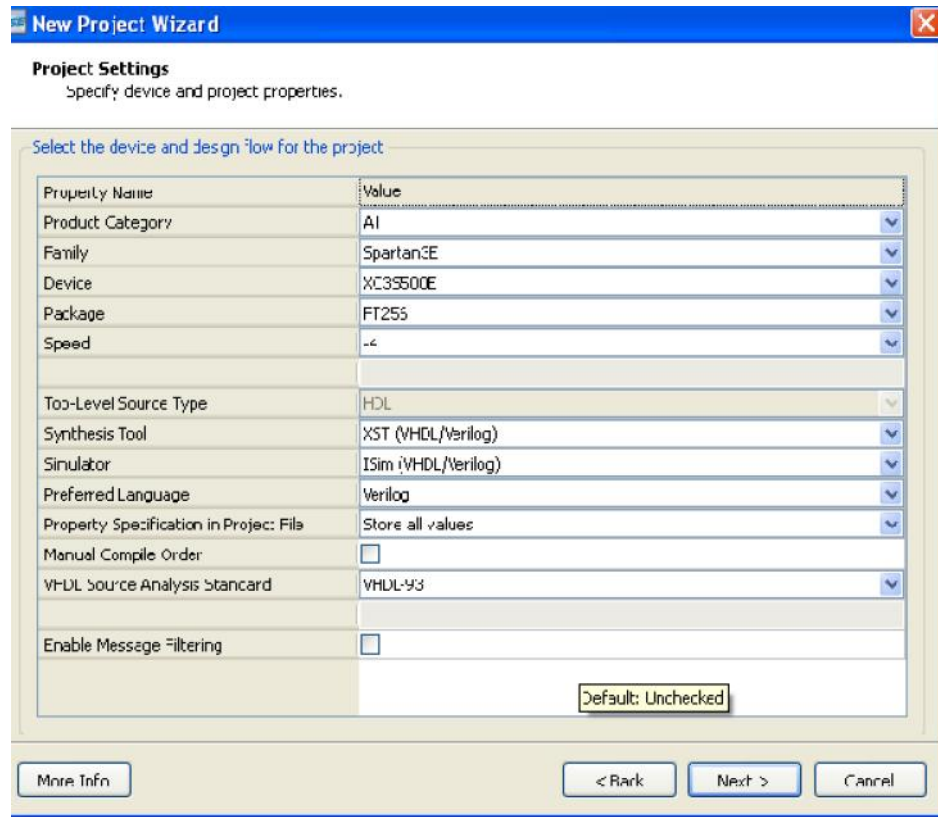 New Project Wizard
Project Settings
Specify device and project properties.
Select the device and design flow for the project
Property Name Value
Product Category All
Family Spartan3E
Device XC3S500E
Package FT256
Speed -4
Top-Level Source Type HDL
Synthesis Tool XST (VHDL/Verilog)
Simulator ISim (VHDL/Verilog)
Preferred Language Verilog
Property Specification in Project File Store all values
Manual Compile Order
VHDL Source Analysis Standard VHDL-93
Enable Message Filtering
Default: Unchecked
More Info < Back Next > Cancel